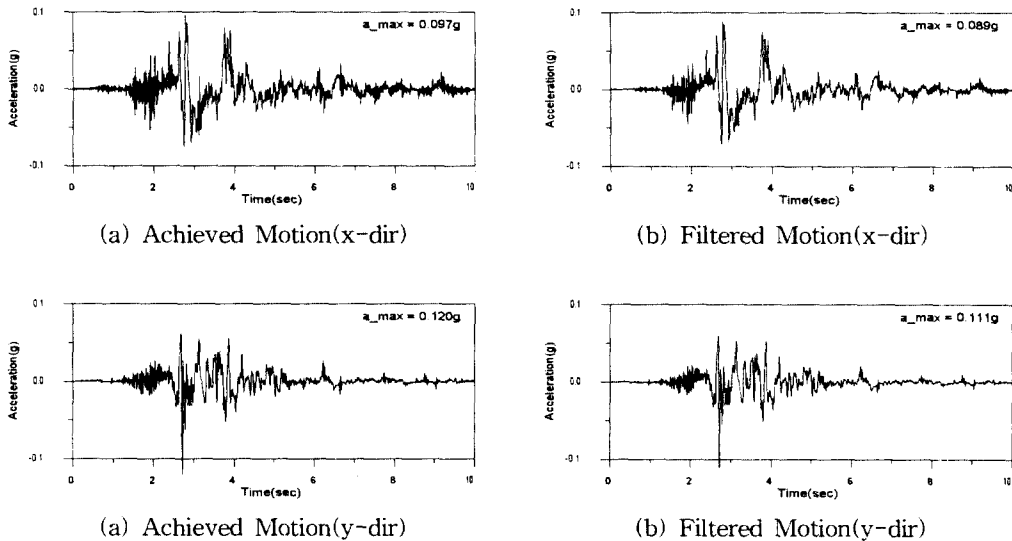 0.1
a_max = 0.097g
Acceleration(g)
0.0
-0.1
0 2 4 6 8 10
Time(sec)
(a) Achieved Motion(x-dir)
0.1
a_max = 0.089g
Acceleration(g)
0.0
-0.1
0 2 4 6 8 10
Time(sec)
(b) Filtered Motion(x-dir)
0.1
a_max = 0.120g
Acceleration(g)
0.0
-0.1
0 2 4 6 8 10
Time(sec)
(a) Achieved Motion(y-dir)
0.1
a_max = 0.111g
Acceleration(g)
0.0
-0.1
0 2 4 6 8 10
Time(sec)
(b) Filtered Motion(y-dir)